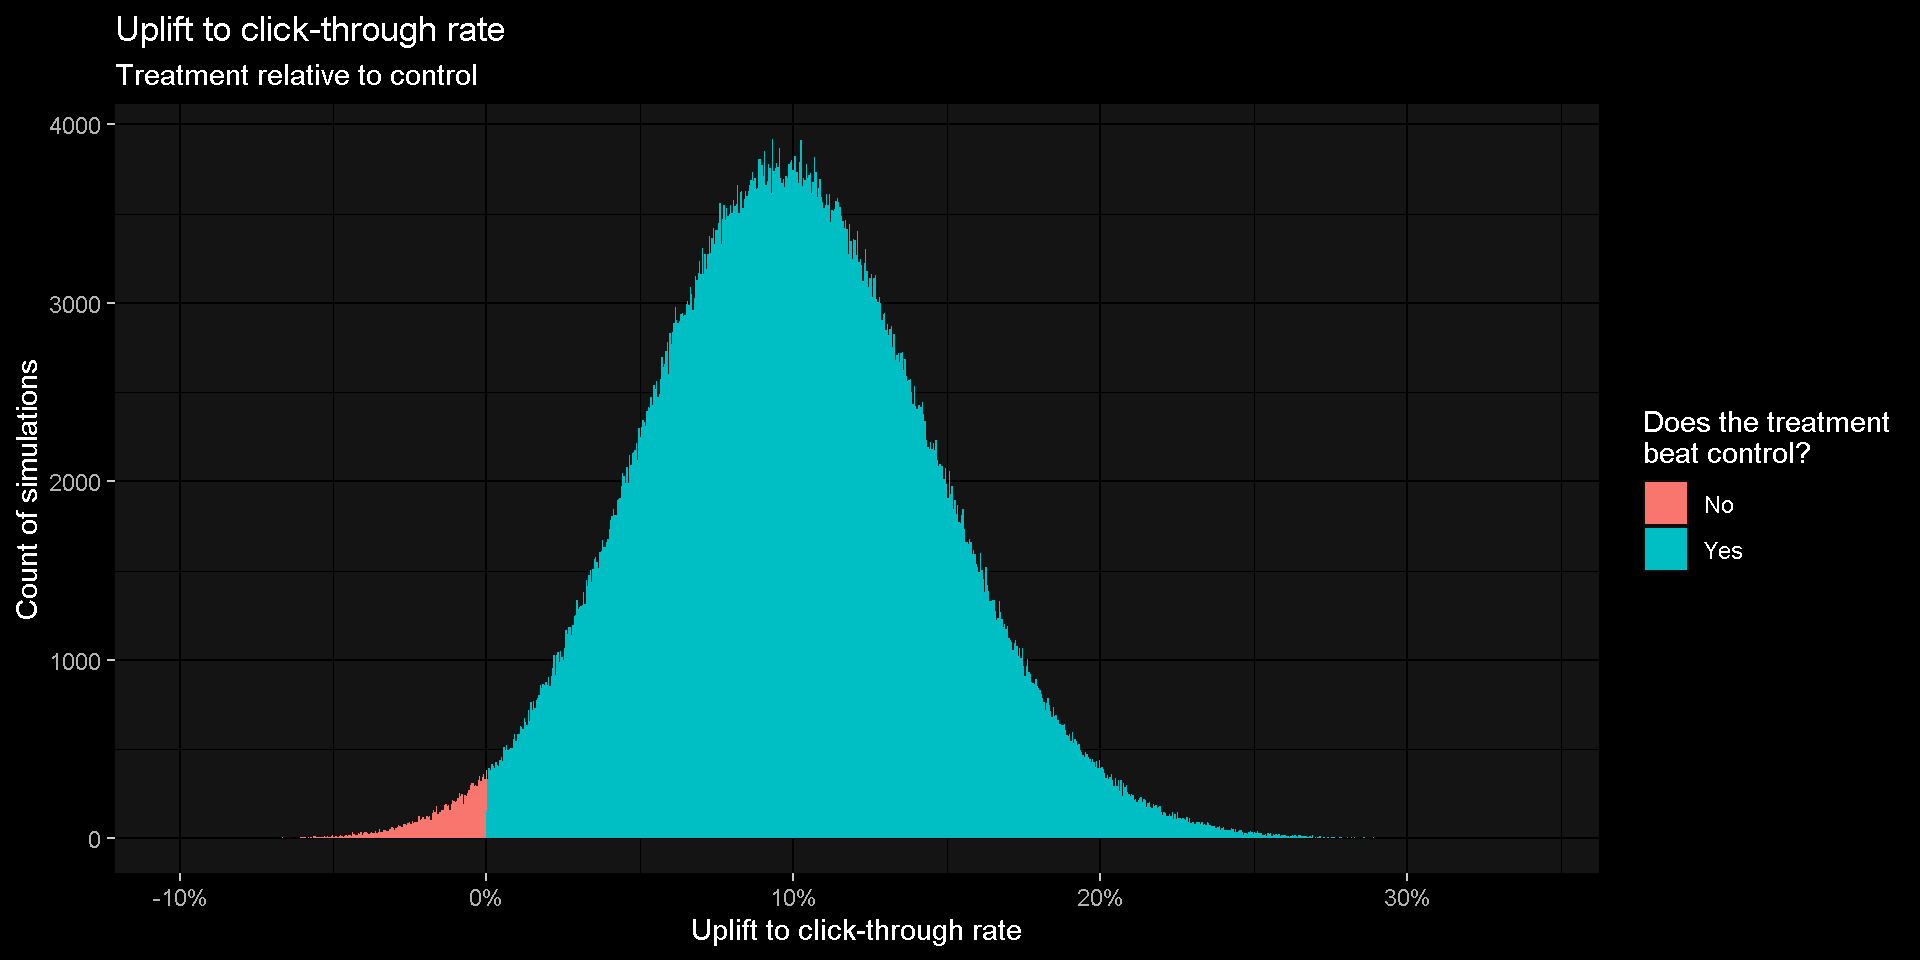 Uplift to click-through rate
Treatment relative to control
4000
3000
2000
1000
0
Count of simulations
-10%
0%
10%
20%
30%
Uplift to click-through rate
Does the treatment
beat control?
No
Yes